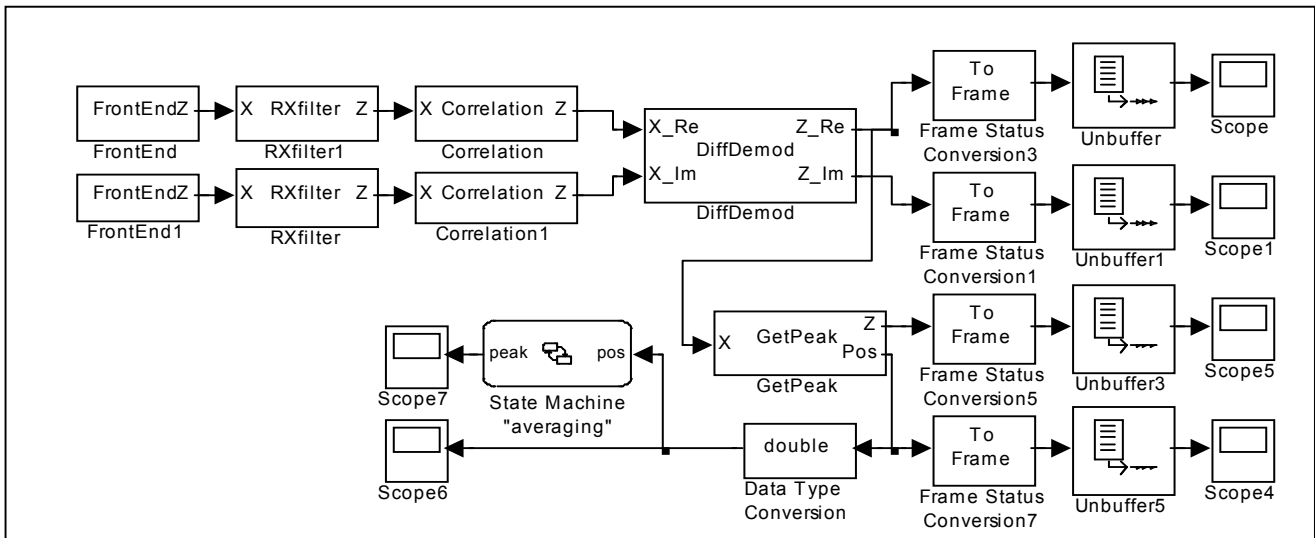 FrontEnd Z
FrontEnd
X RXfilter Z
RXfilter1
X Correlation Z
Correlation
X_Re Z_Re
DiffDemod
X_Im Z_Im
DiffDemod
To
Frame
Frame Status
Conversion3
Unbuffer
Scope
FrontEnd Z
FrontEnd1
X RXfilter Z
RXfilter
X Correlation Z
Correlation1
To
Frame
Frame Status
Conversion1
Unbuffer1
Scope1
Scope7
peak pos
State Machine
"averaging"
X GetPeak Z
Pos
GetPeak
To
Frame
Frame Status
Conversion5
Unbuffer3
Scope5
Scope6
double
Data Type
Conversion
To
Frame
Frame Status
Conversion7
Unbuffer5
Scope4